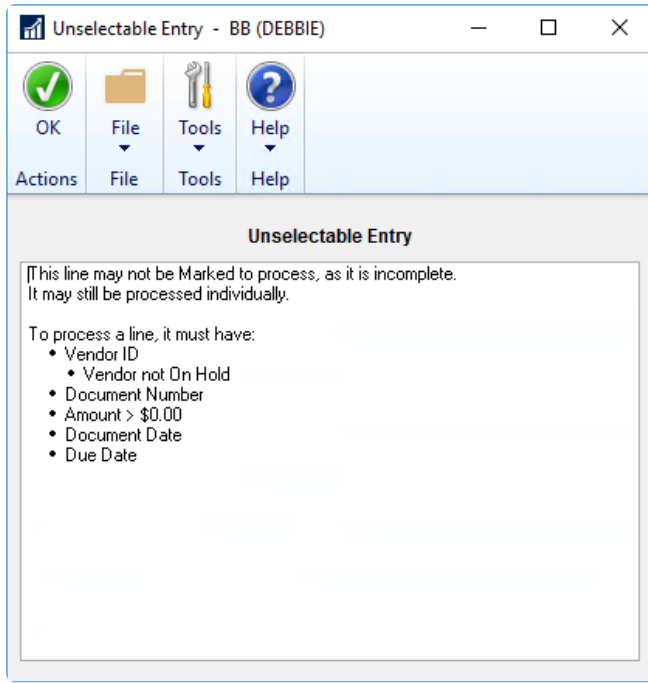 Unselectable Entry - BB (DEBBIE)
OK File Tools Help
Actions File Tools Help
Unselectable Entry
This line may not be Marked to process, as it is incomplete.
It may still be processed individually.
To process a line, it must have:
• Vendor ID
• Vendor not On Hold
• Document Number
• Amount > $0.00
• Document Date
• Due Date